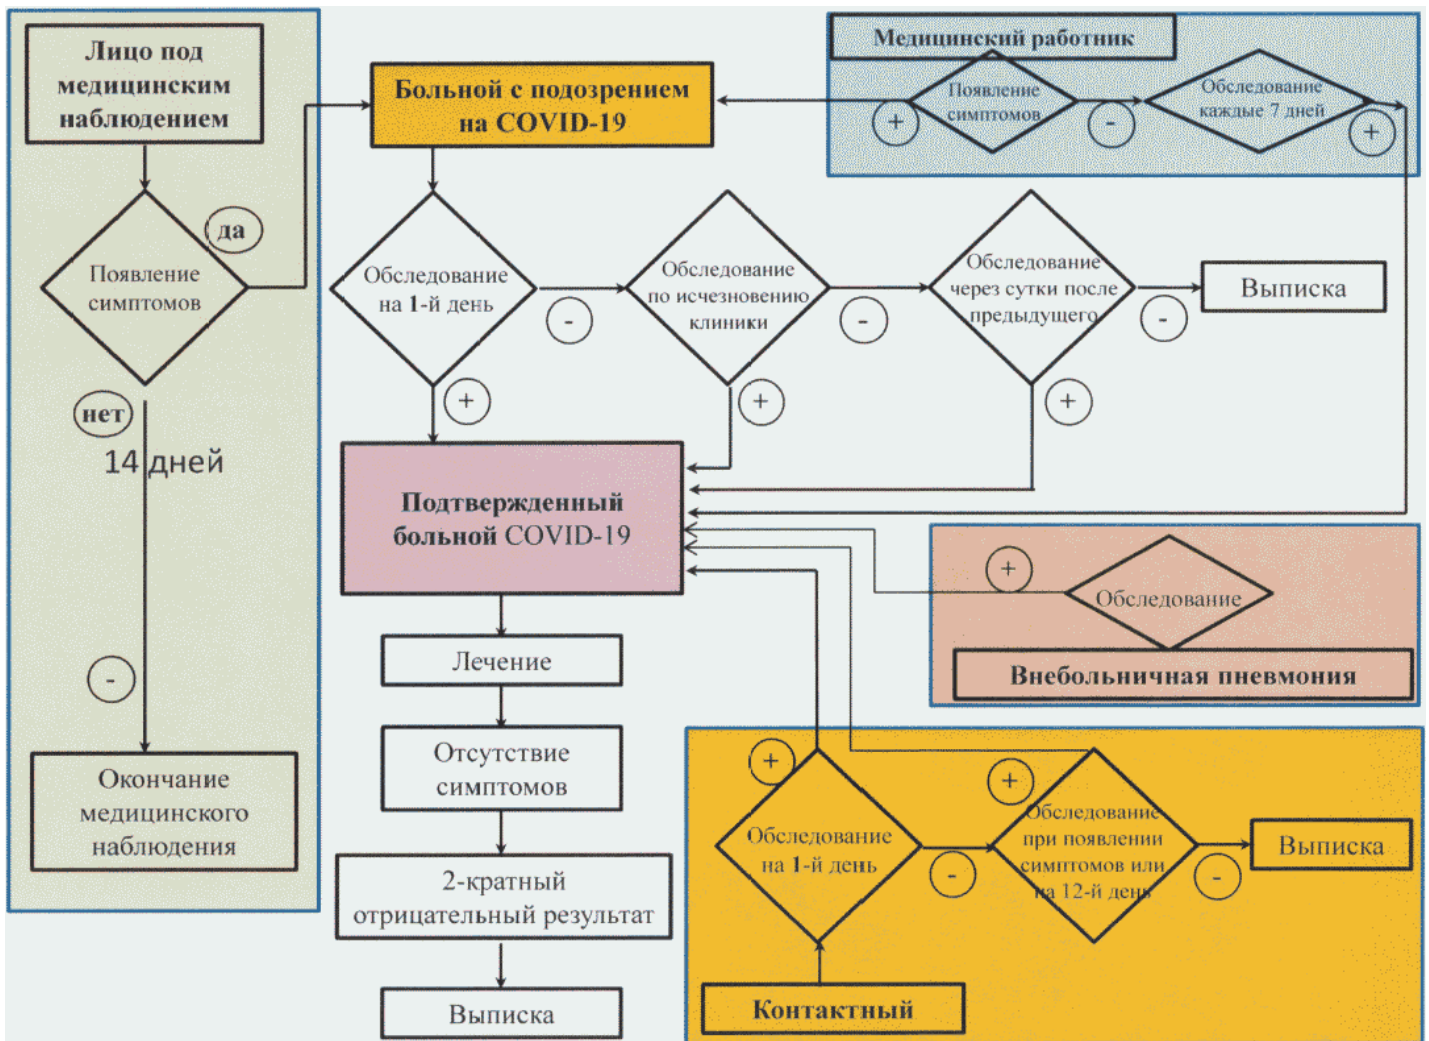 Лицо под
медицинским
наблюдением
Появление
симптомов
да
нет
14 дней
-
Окончание
медицинского
наблюдения
Больной с подозрением
на COVID-19
Медицинский работник
Появление
симптомов
+
-
Обследование
каждые 7 дней
+
Обследование
на 1-й день
-
+
Обследование
по исчезновению
клиники
-
+
Обследование
через сутки после
предыдущего
-
+
Выписка
Подтвержденный
больной COVID-19
Лечение
Отсутствие
симптомов
2-кратный
отрицательный результат
Выписка
+
Обследование
Внебольничная пневмония
+
Обследование
на 1-й день
-
+
Обследование
при появлении
симптомов или
на 12-й день
-
Выписка
Контактный